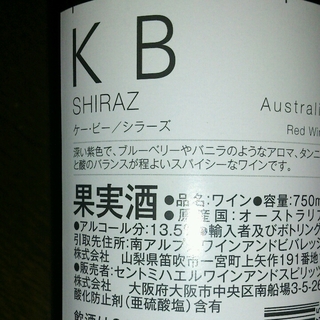 K B
SHIRAZ
Australi
Red Win
ケー・ビー／シラーズ
深い紫色で、ブルーベリーやバニラのようなアロマ、タンニ
と酸のバランスが程よいスパイシーなワインです。
果実酒 ●品名:ワイン●容量:750m
●原産国:オーストラリア
●アルコール分:13.5% ●輸入者及びボトリング
引取先住所:南アルプスワインアンドビバレッジ
株式会社 山梨県笛吹市一宮町上矢作191番地
●販売者:セントミハエルワインアンドスピリッツ
株式会社 大阪府大阪市中央区南船場3-5-26
酸化防止剤(亜硫酸塩)含有
飲酒は